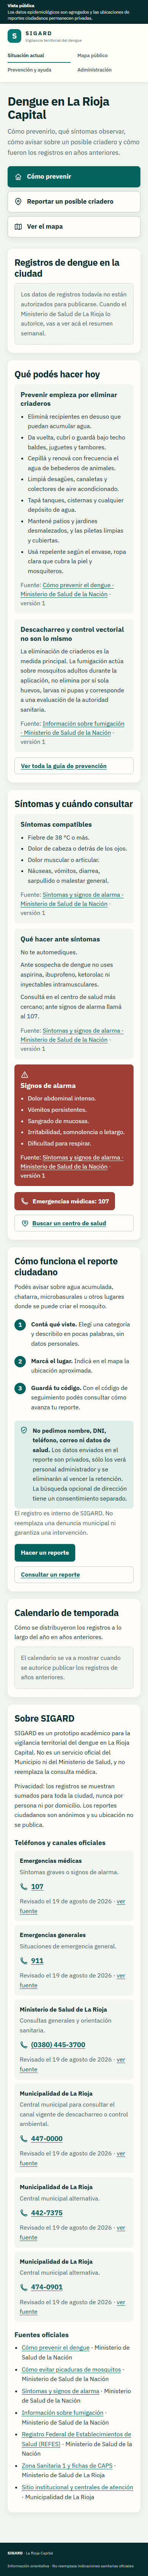 Vista pública
Los datos epidemiológicos son agregados y las ubicaciones de
reportes ciudadanos permanecen privadas.
S
SIGARD
Vigilancia territorial del dengue
Situación actual
Mapa público
Prevención y ayuda
Administración
Dengue en La Rioja
Capital
Cómo prevenirlo, qué síntomas observar,
cómo avisar sobre un posible criadero y cómo
fueron los registros en años anteriores.
Cómo prevenir
Reportar un posible criadero
Ver el mapa
Registros de dengue en la
ciudad
Los datos de registros todavía no están
autorizados para publicarse. Cuando el
Ministerio de Salud de La Rioja lo
autorice, vas a ver acá el resumen
semanal.
Qué podés hacer hoy
Prevenir empieza por eliminar
criaderos
• Eliminá recipientes en desuso que
puedan acumular agua.
• Da vuelta, cubrí o guardá bajo techo
baldes, juguetes y tambores.
• Cepillá y renová con frecuencia el
agua de bebederos de animales.
• Limpiá desagües, canaletas y
colectores de aire acondicionado.
• Tapá tanques, cisternas y cualquier
depósito de agua.
• Mantené patios y jardines
desmalezados, y las piletas limpias
y cubiertas.
• Usá repelente según el envase, ropa
clara que cubra la piel y
mosquiteros.
Fuente: Cómo prevenir el dengue ·
Ministerio de Salud de la Nación ·
versión 1
Descacharreo y control vectorial
no son lo mismo
La eliminación de criaderos es la
medida principal. La fumigación actúa
sobre mosquitos adultos durante la
aplicación, no elimina por sí sola
huevos, larvas ni pupas y corresponde
a una evaluación de la autoridad
sanitaria.
Fuente: Información sobre fumigación
· Ministerio de Salud de la Nación ·
versión 1
Ver toda la guía de prevención
Síntomas y cuándo consultar
Síntomas compatibles
• Fiebre de 38 °C o más.
• Dolor de cabeza o detrás de los ojos.
• Dolor muscular o articular.
• Náuseas, vómitos, diarrea,
sarpullido o malestar general.
Fuente: Síntomas y signos de alarma ·
Ministerio de Salud de la Nación ·
versión 1
Qué hacer ante síntomas
No te automediques.
Ante sospecha de dengue no uses
aspirina, ibuprofeno, ketorolac ni
inyectables intramusculares.
Consultá en el centro de salud más
cercano; ante signos de alarma llamá
al 107.
Fuente: Síntomas y signos de alarma ·
Ministerio de Salud de la Nación ·
versión 1
Signos de alarma
• Dolor abdominal intenso.
• Vómitos persistentes.
• Sangrado de mucosas.
• Irritabilidad, somnolencia o letargo.
• Dificultad para respirar.
Fuente: Síntomas y signos de alarma ·
Ministerio de Salud de la Nación ·
versión 1
Emergencias médicas: 107
Buscar un centro de salud
Cómo funciona el reporte
ciudadano
Podés avisar sobre agua acumulada,
chatarra, microbasurales u otros lugares
donde se puede criar el mosquito.
1 Contá qué viste. Elegí una categoría
y describilo en pocas palabras, sin
datos personales.
2 Marcá el lugar. Indicá en el mapa la
ubicación aproximada.
3 Guardá tu código. Con el código de
seguimiento podés consultar cómo
avanza tu reporte.
No pedimos nombre, DNI,
teléfono, correo ni datos de
salud. Los datos enviados en el
reporte son privados, sólo los verá
personal administrador y se
eliminarán al vencer la retención.
La búsqueda opcional de dirección
tiene un consentimiento separado.
El registro es interno de SIGARD. No
reemplaza una denuncia municipal ni
garantiza una intervención.
Hacer un reporte
Consultar un reporte
Calendario de temporada
Cómo se distribuyeron los registros a lo
largo del año en años anteriores.
El calendario se va a mostrar cuando
se autorice publicar los registros de
años anteriores.
Sobre SIGARD
SIGARD es un prototipo académico para la
vigilancia territorial del dengue en La Rioja
Capital. No es un servicio oficial del
Municipio ni del Ministerio de Salud, y no
reemplaza la consulta médica.
Privacidad: los registros se muestran
sumados para toda la ciudad, nunca por
persona ni por domicilio. Los reportes
ciudadanos son anónimos y su ubicación no
se publica.
Teléfonos y canales oficiales
Emergencias médicas
Síntomas graves o signos de alarma.
107
Revisado el 19 de agosto de 2026 · ver
fuente
Emergencias generales
Situaciones de emergencia general.
911
Revisado el 19 de agosto de 2026 · ver
fuente
Ministerio de Salud de La Rioja
Consultas generales y orientación
sanitaria.
(0380) 445-3700
Revisado el 19 de agosto de 2026 · ver
fuente
Municipalidad de La Rioja
Central municipal para consultar el
canal vigente de descacharreo o control
ambiental.
447-0000
Revisado el 19 de agosto de 2026 · ver
fuente
Municipalidad de La Rioja
Central municipal alternativa.
442-7375
Revisado el 19 de agosto de 2026 · ver
fuente
Municipalidad de La Rioja
Central municipal alternativa.
474-0901
Revisado el 19 de agosto de 2026 · ver
fuente
Fuentes oficiales
• Cómo prevenir el dengue · Ministerio de
Salud de la Nación
• Cómo evitar picaduras de mosquitos ·
Ministerio de Salud de la Nación
• Síntomas y signos de alarma · Ministerio
de Salud de la Nación
• Información sobre fumigación ·
Ministerio de Salud de la Nación
• Registro Federal de Establecimientos de
Salud (REFES) · Ministerio de Salud de la
Nación
• Zona Sanitaria 1 y fichas de CAPS ·
Ministerio de Salud de La Rioja
• Sitio institucional y centrales de atención
· Municipalidad de La Rioja
SIGARD · La Rioja Capital
Información orientativa · No reemplaza indicaciones sanitarias oficiales